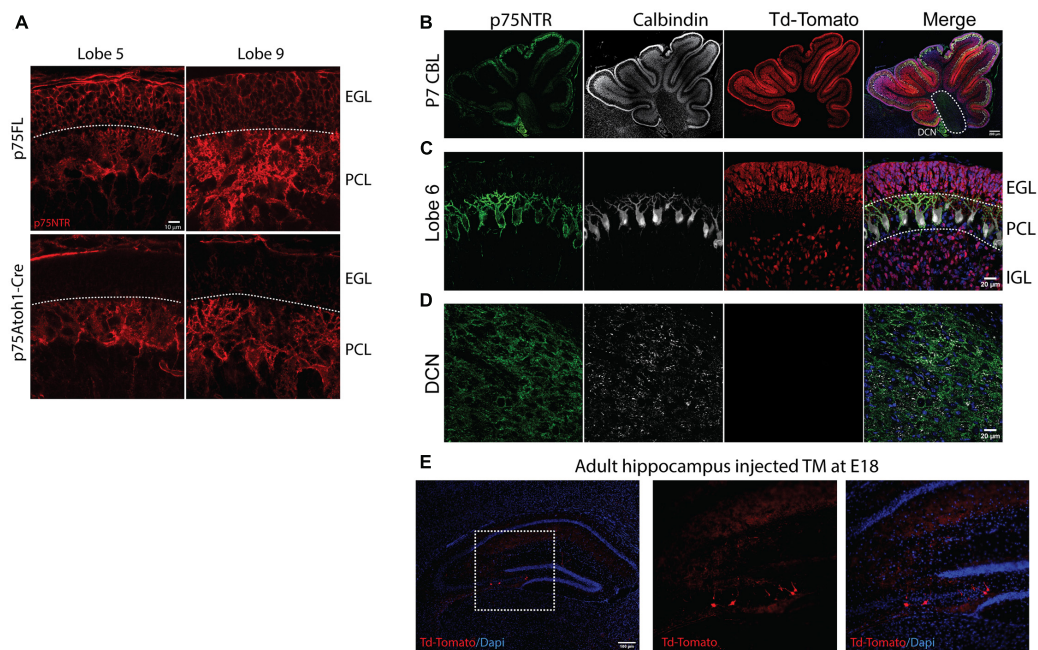 A
Lobe 5
Lobe 9
p75FL
EGL
PCL
p75NTR
10 µm
p75Atoh1-Cre
EGL
PCL
B
p75NTR
Calbindin
Td-Tomato
Merge
P7 CBL
DCN
C
Lobe 6
EGL
PCL
IGL
20 µm
D
DCN
20 µm
E
Adult hippocampus injected TM at E18
Td-Tomato/Dapi
Td-Tomato
Td-Tomato/Dapi